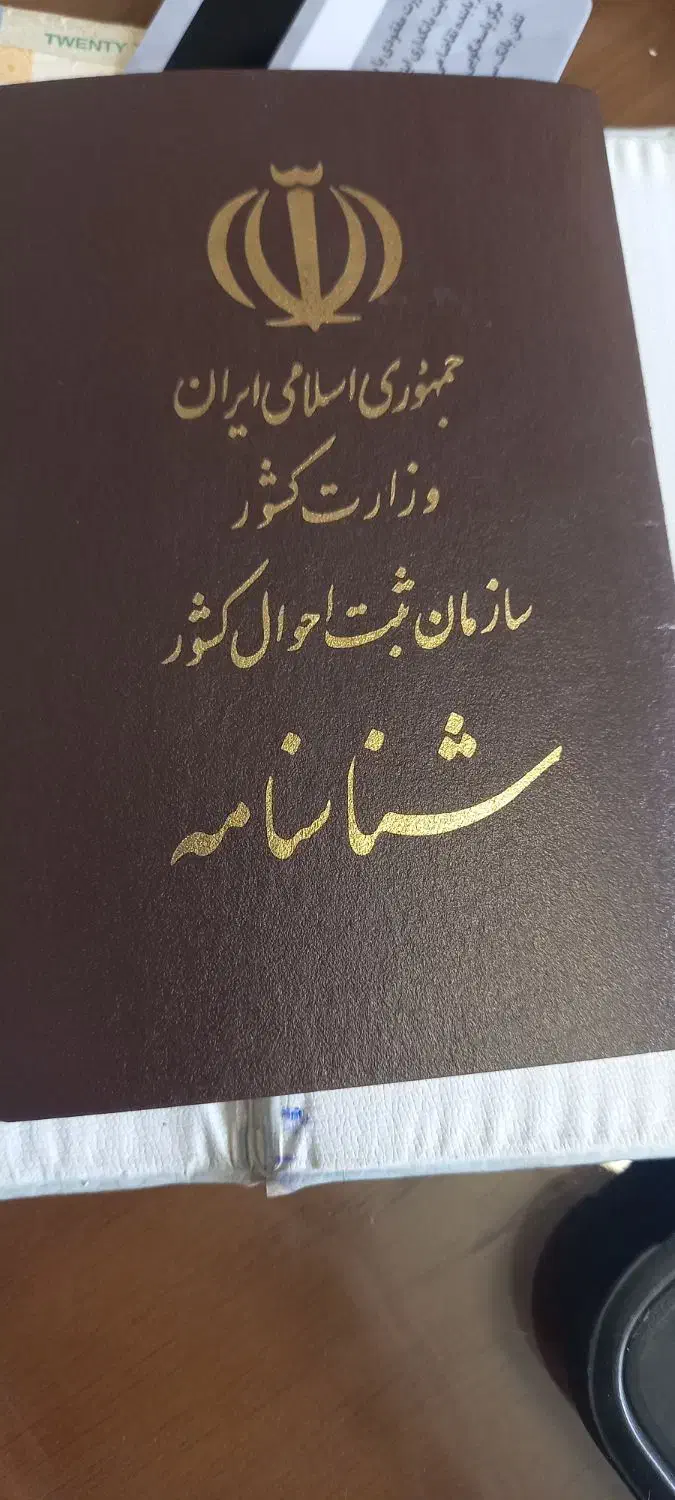 TWENTY
جمهوری اسلامی ایران
وزارت کشور
سازمان ثبت احوال کشور
شناسنامه